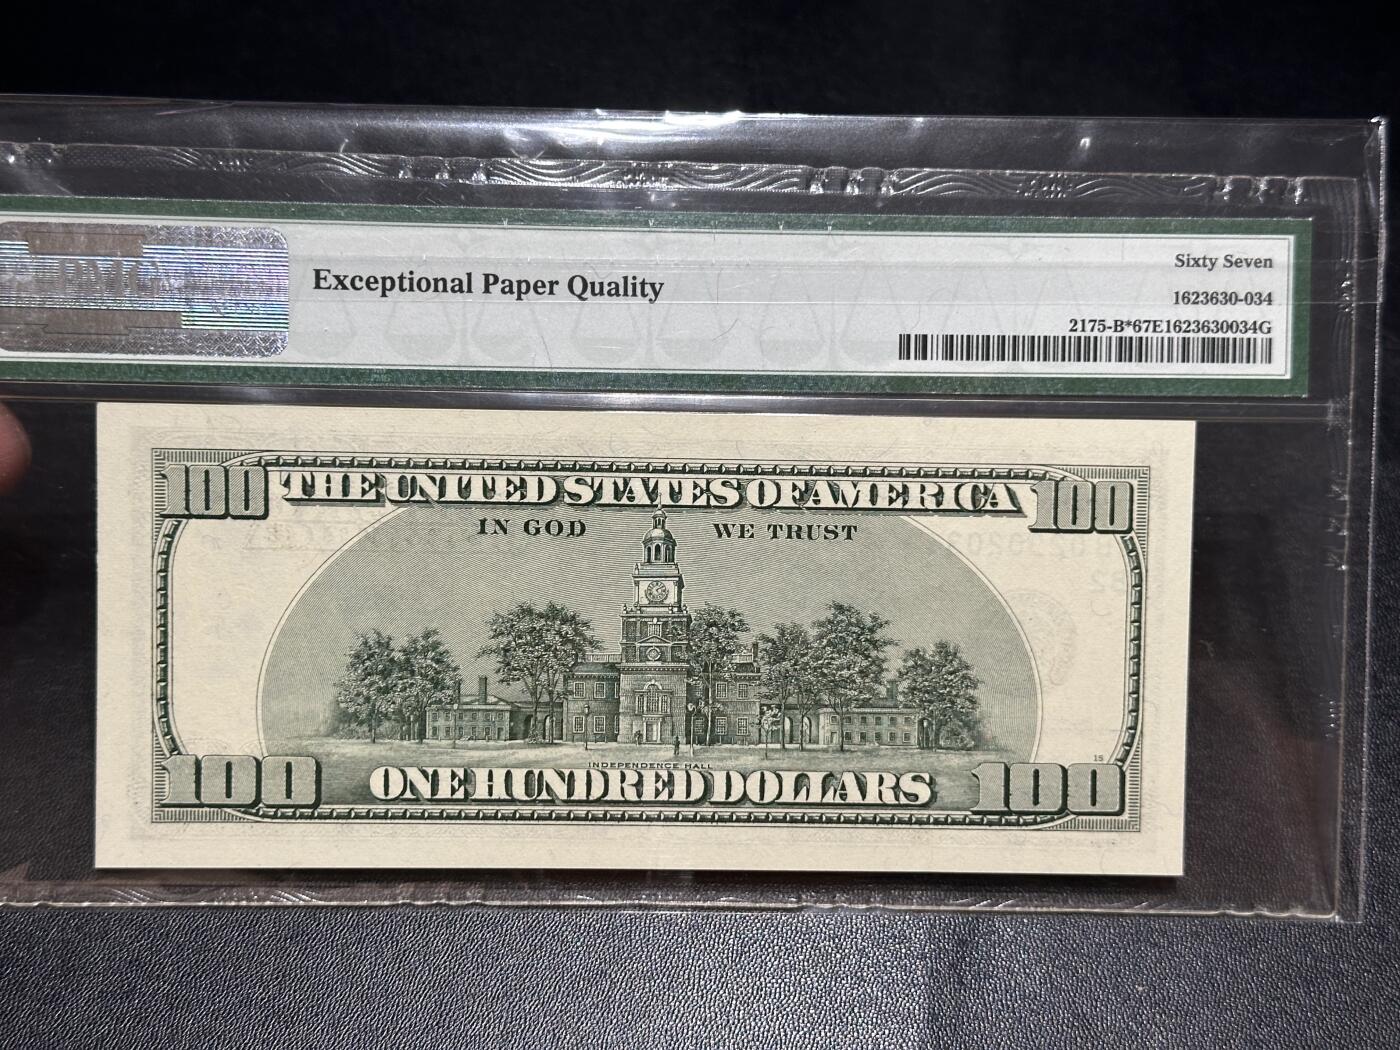 Exceptional Paper Quality
Sixty Seven
1623630-034
2175-B*67E1623630034G
100 THE UNITED STATES OF AMERICA 100
IN GOD WE TRUST
INDEPENDENCE HALL
15
100 ONE HUNDRED DOLLARS 100